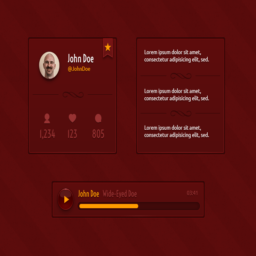 John Doe
@JohnDoe
1,234 123 805
Lorem ipsum dolor sit amet,
consectetur adipisicing elit, sed.
Lorem ipsum dolor sit amet,
consectetur adipisicing elit, sed.
Lorem ipsum dolor sit amet,
consectetur adipisicing elit, sed.
John Doe Wide-Eyed Doe